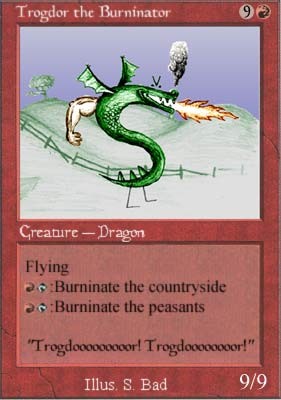 Trogdor the Burninator 9
Creature — Dragon
Flying
:Burninate the countryside
:Burninate the peasants
"Trogdoooooooor! Trogdoooooooor!"
Illus. S. Bad 9/9